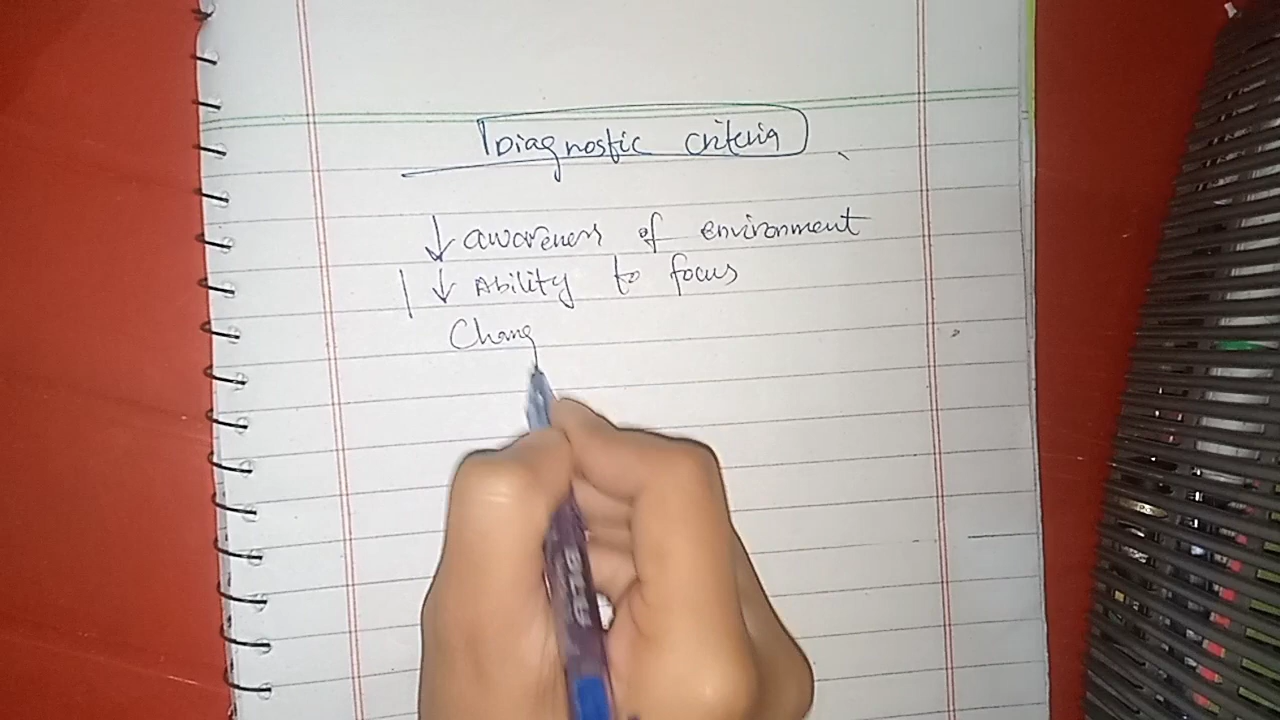 Diagnostic criteria
↓ awareness of environment
↓ Ability to focus
Chang